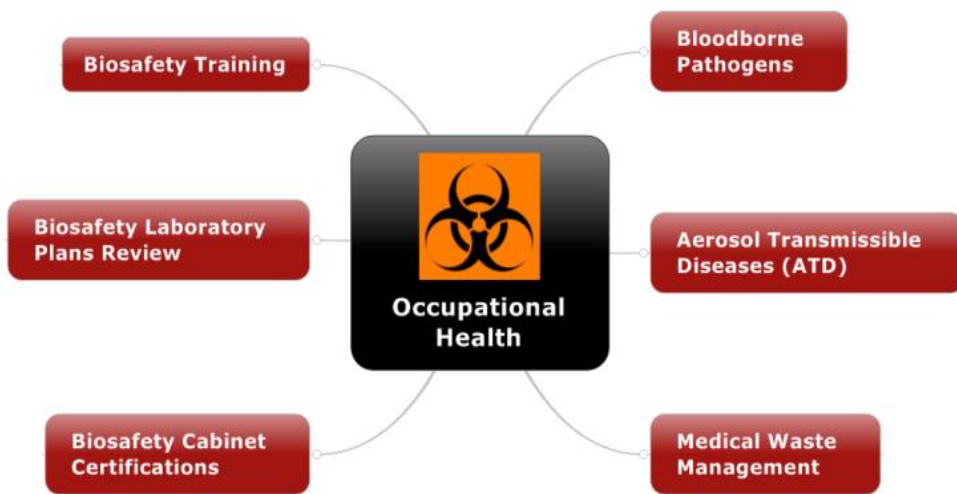 Biosafety Training
Bloodborne
Pathogens
Biosafety Laboratory
Plans Review
Occupational
Health
Aerosol Transmissible
Diseases (ATD)
Biosafety Cabinet
Certifications
Medical Waste
Management